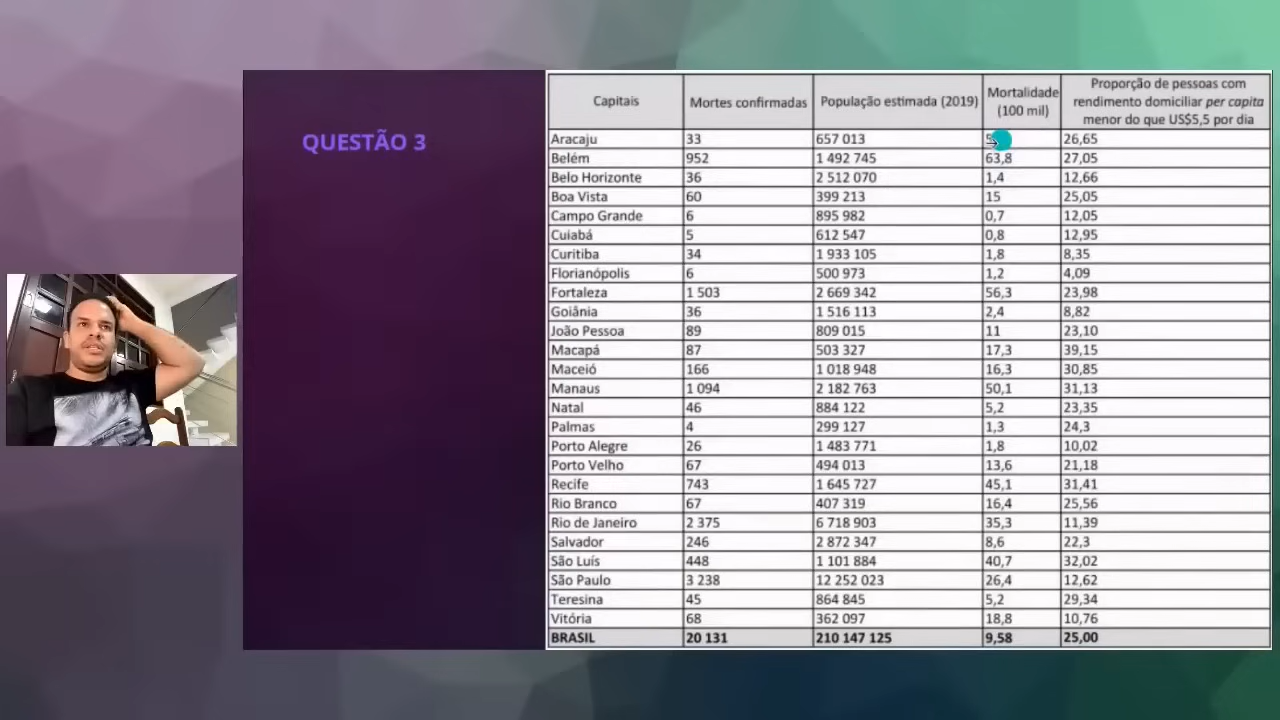 QUESTÃO 3
Capitais Mortes confirmadas População estimada (2019) Mortalidade (100 mil) Proporção de pessoas com rendimento domiciliar per capita menor do que US$5,5 por dia
Aracaju 33 657 013 26,65
Belém 952 1 492 745 63,8 27,05
Belo Horizonte 36 2 512 070 1,4 12,66
Boa Vista 60 399 213 15 25,05
Campo Grande 6 895 982 0,7 12,05
Cuiabá 5 612 547 0,8 12,95
Curitiba 34 1 933 105 1,8 8,35
Florianópolis 6 500 973 1,2 4,09
Fortaleza 1 503 2 669 342 56,3 23,98
Goiânia 36 1 516 113 2,4 8,82
João Pessoa 89 809 015 11 23,10
Macapá 87 503 327 17,3 39,15
Maceió 166 1 018 948 16,3 30,85
Manaus 1 094 2 182 763 50,1 31,13
Natal 46 884 122 5,2 23,35
Palmas 4 299 127 1,3 24,3
Porto Alegre 26 1 483 771 1,8 10,02
Porto Velho 67 494 013 13,6 21,18
Recife 743 1 645 727 45,1 31,41
Rio Branco 67 407 319 16,4 25,56
Rio de Janeiro 2 375 6 718 903 35,3 11,39
Salvador 246 2 872 347 8,6 22,3
São Luís 448 1 101 884 40,7 32,02
São Paulo 3 238 12 252 023 26,4 12,62
Teresina 45 864 845 5,2 29,34
Vitória 68 362 097 18,8 10,76
BRASIL 20 131 210 147 125 9,58 25,00